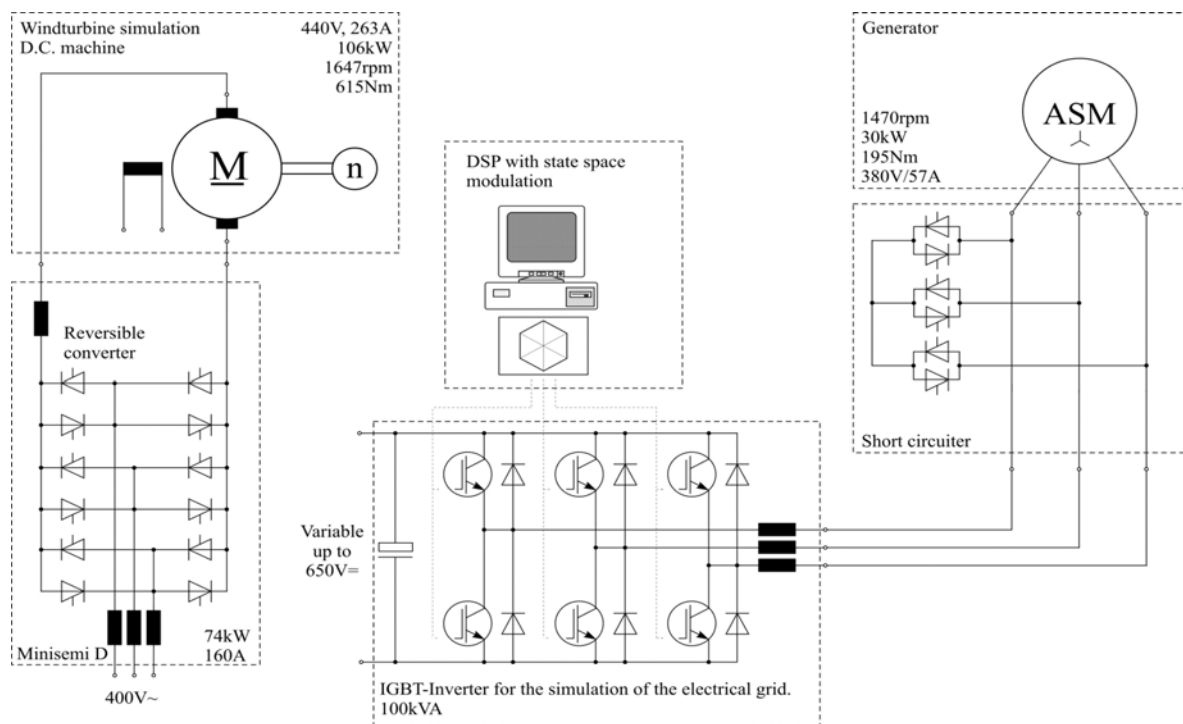 Windturbine simulation
D.C. machine
440V, 263A
106kW
1647rpm
615Nm
M
n
Reversible
converter
Minisemi D
74kW
160A
400V~
DSP with state space
modulation
Variable
up to
650V=
IGBT-Inverter for the simulation of the electrical grid.
100kVA
Generator
ASM
1470rpm
30kW
195Nm
380V/57A
Short circuiter